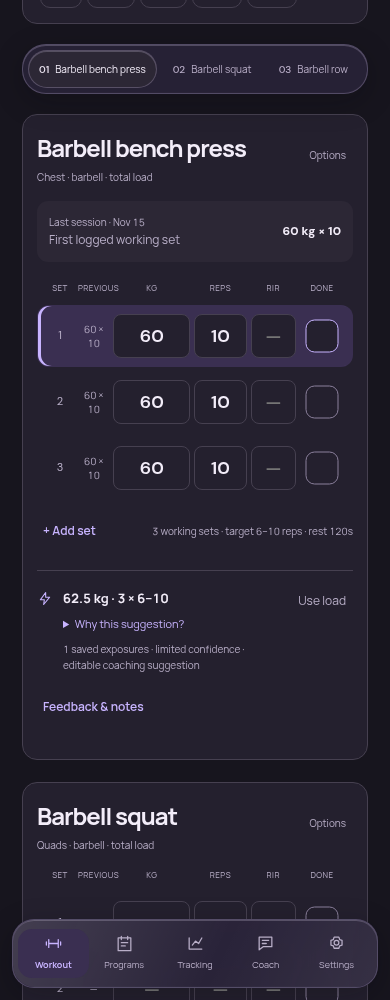 01 Barbell bench press 02 Barbell squat 03 Barbell row
Barbell bench press
Options
Chest · barbell · total load
Last session · Nov 15
First logged working set
60 kg × 10
SET PREVIOUS KG REPS RIR DONE
1 60 × 10 60 10 —
2 60 × 10 60 10 —
3 60 × 10 60 10 —
+ Add set
3 working sets · target 6–10 reps · rest 120s
62.5 kg · 3 × 6–10
Use load
Why this suggestion?
1 saved exposures · limited confidence ·
editable coaching suggestion
Feedback & notes
Barbell squat
Options
Quads · barbell · total load
SET PREVIOUS KG REPS RIR DONE
Workout Programs Tracking Coach Settings
2 — — — —